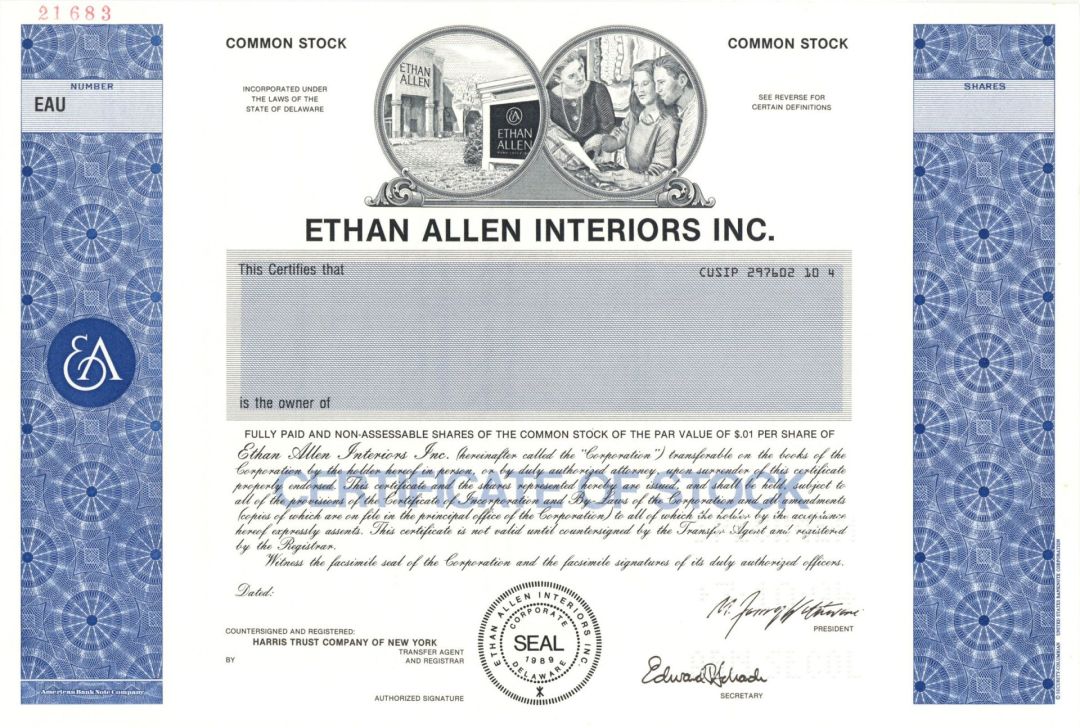 21683
COMMON STOCK
COMMON STOCK
NUMBER
EAU
INCORPORATED UNDER
THE LAWS OF THE
STATE OF DELAWARE
ETHAN
ALLEN
EA
ETHAN
ALLEN
SEE REVERSE FOR
CERTAIN DEFINITIONS
SHARES
ETHAN ALLEN INTERIORS INC.
This Certifies that
CUSIP 297602 10 4
EA
is the owner of
FULLY PAID AND NON-ASSESSABLE SHARES OF THE COMMON STOCK OF THE PAR VALUE OF $.01 PER SHARE OF
Ethan Allen Interiors Inc. (hereinafter called the "Corporation") transferable on the books of the
Corporation by the holder hereof in person, or by duly authorized attorney, upon surrender of this certificate
properly endorsed. This certificate and the shares represented hereby are issued, and shall be held, subject to
all of the provisions of the Certificate of Incorporation and By-Laws of the Corporation and all amendments
(copies of which are on file in the principal office of the Corporation) to all of which the holder by the acceptance
hereof expressly assents. This certificate is not valid until countersigned by the Transfer Agent and registered
by the Registrar.
CERTIFICATE OF STOCK
Witness the facsimile seal of the Corporation and the facsimile signatures of its duly authorized officers.
Dated:
ETHAN ALLEN INTERIORS INC.
CORPORATE
SEAL
1989
DELAWARE
PRESIDENT
COUNTERSIGNED AND REGISTERED:
HARRIS TRUST COMPANY OF NEW YORK
TRANSFER AGENT
AND REGISTRAR
BY
AUTHORIZED SIGNATURE
SECRETARY
American Bank Note Company
© SECURITY-COLUMBIAN UNITED STATES BANKNOTE CORPORATION